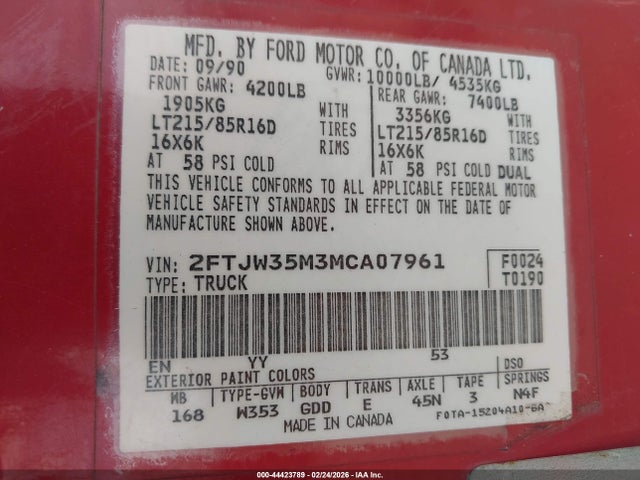 MFD. BY FORD MOTOR CO. OF CANADA LTD.
DATE: 09/90 GVWR: 10000LB/ 4535KG
FRONT GAWR: 4200LB REAR GAWR: 7400LB
1905KG WITH 3356KG WITH
LT215/85R16D TIRES LT215/85R16D TIRES
16X6K RIMS 16X6K RIMS
AT 58 PSI COLD AT 58 PSI COLD DUAL
THIS VEHICLE CONFORMS TO ALL APPLICABLE FEDERAL MOTOR
VEHICLE SAFETY STANDARDS IN EFFECT ON THE DATE OF
MANUFACTURE SHOWN ABOVE.
VIN: 2FTJW35M3MCA07961 F0024
TYPE: TRUCK T0190
EN YY 53
EXTERIOR PAINT COLORS DSO
WB TYPE-GVW BODY TRANS AXLE TAPE SPRINGS
168 W353 GDD E 45N 3 N4F
MADE IN CANADA
000-44423789 - 02/24/2026 - IAA Inc.